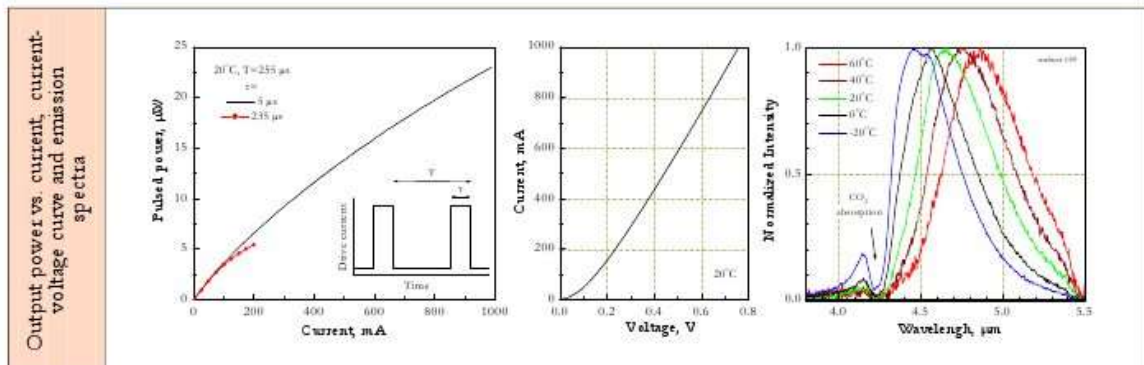 Output power vs. current, current-
voltage curve and emission
spectra
25
20
15
10
5
0
Pulsed power, μW
20°C, T=255 μs
τ=
5 μs
235 μs
T
τ
Drive current
Time
0
200
400
600
800
1000
Current, mA
1000
800
600
400
200
0
Current, mA
20°C
0.0
0.2
0.4
0.6
0.8
Voltage, V
1.0
0.5
0.0
Normalized Intensity
60°C
40°C
20°C
0°C
-20°C
CO2
absorption
4.0
4.5
5.0
5.5
Wavelengh, μm